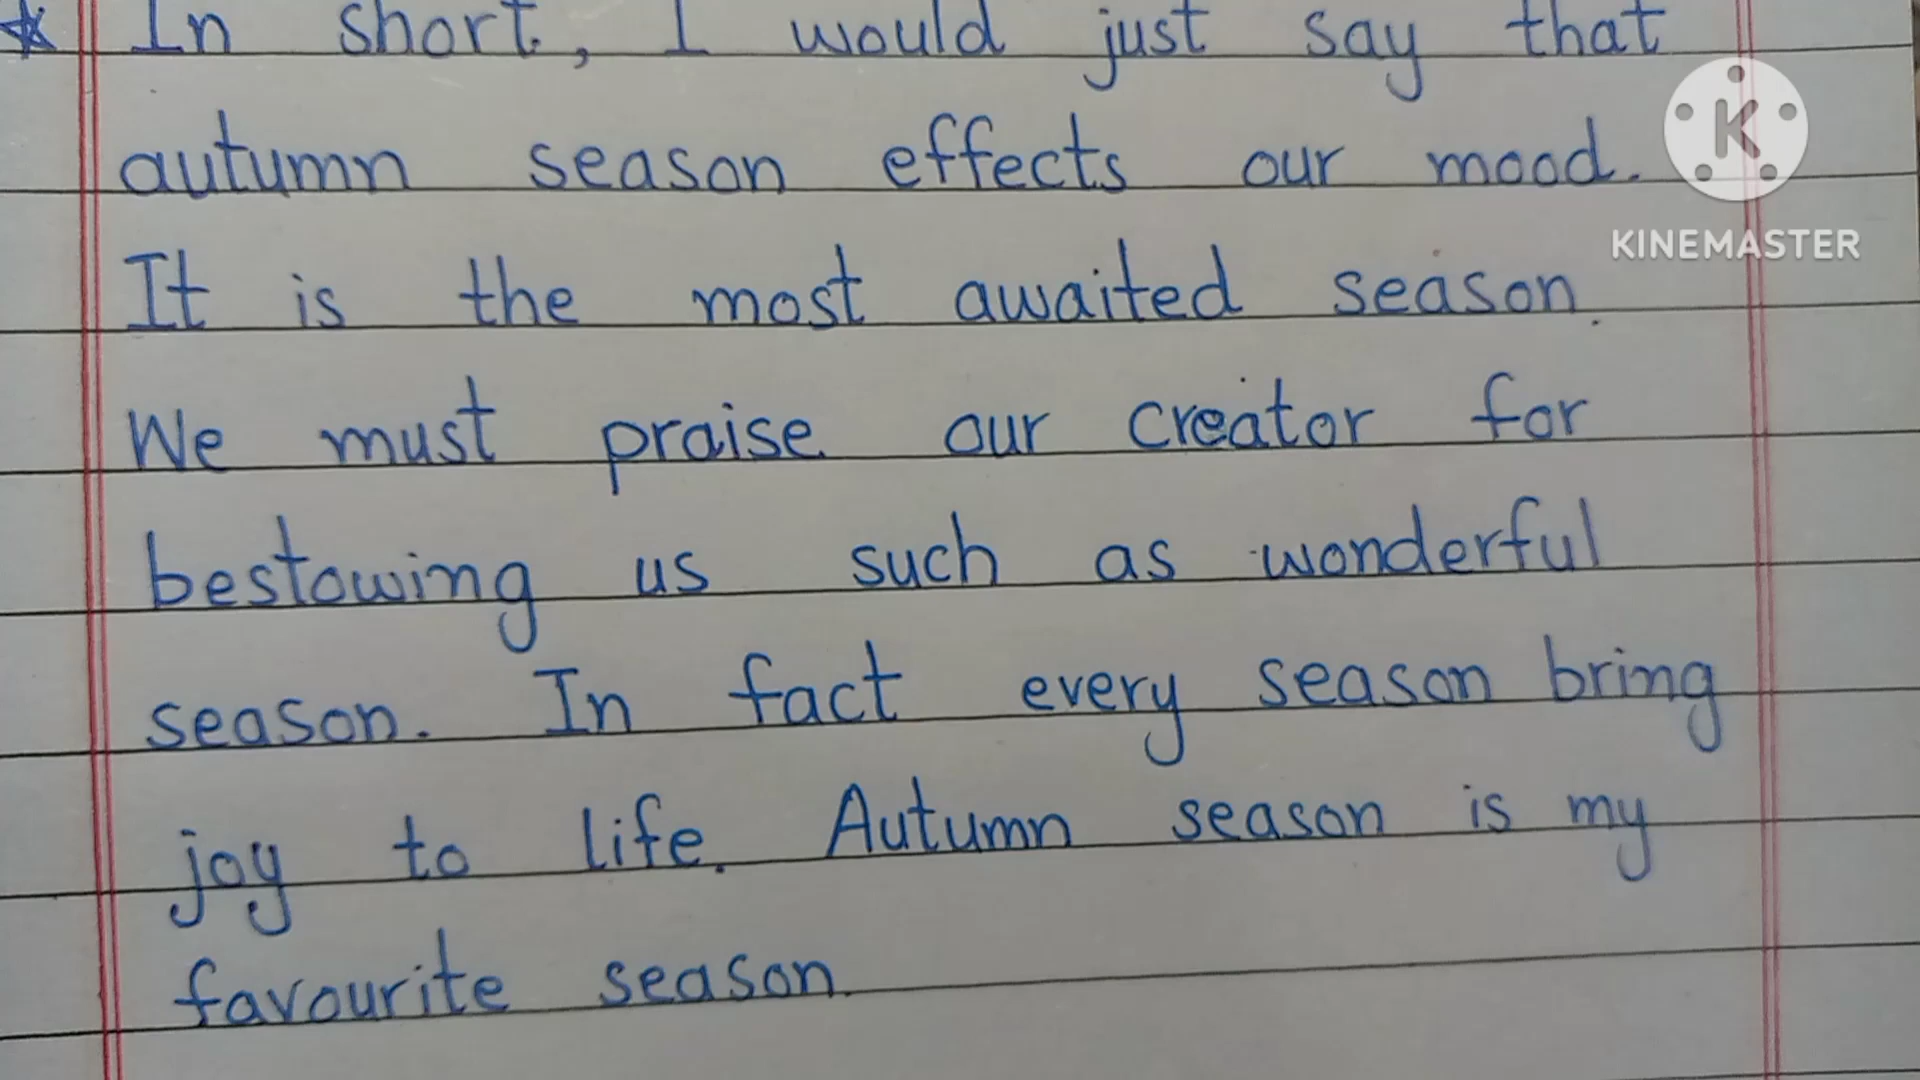 ☆ In short, I would just say that
autumn season effects our mood.
It is the most awaited season.
We must praise our creator for
bestowing us such as wonderful
season. In fact every season bring
joy to life. Autumn season is my
favourite season.
K
KINEMASTER